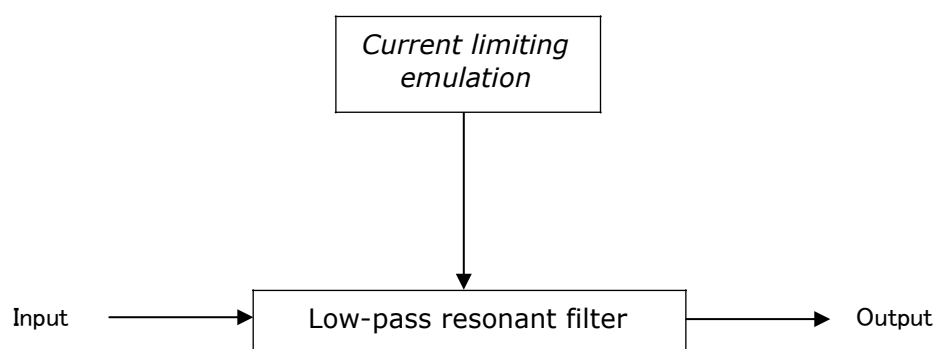 Current limiting
emulation
Input
Low-pass resonant filter
Output